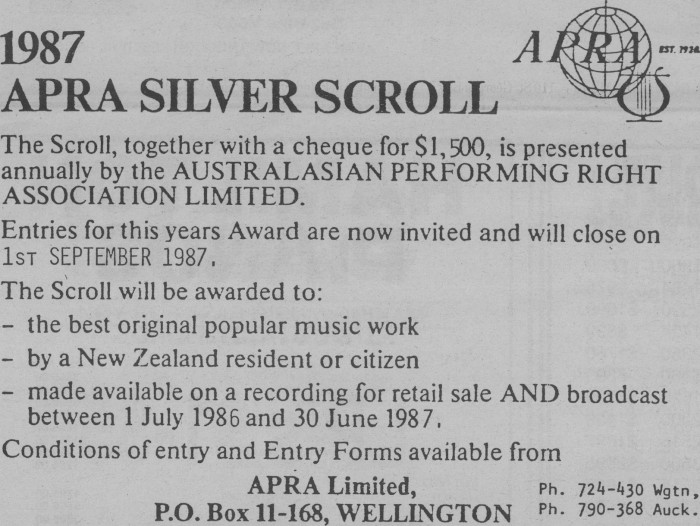 1987
APRA EST. 1926.
APRA SILVER SCROLL
The Scroll, together with a cheque for $1,500, is presented
annually by the AUSTRALASIAN PERFORMING RIGHT
ASSOCIATION LIMITED.
Entries for this years Award are now invited and will close on
1ST SEPTEMBER 1987.
The Scroll will be awarded to:
– the best original popular music work
– by a New Zealand resident or citizen
– made available on a recording for retail sale AND broadcast
between 1 July 1986 and 30 June 1987.
Conditions of entry and Entry Forms available from
APRA Limited,
P.O. Box 11-168, WELLINGTON
Ph. 724-430 Wgtn,
Ph. 790-368 Auck.